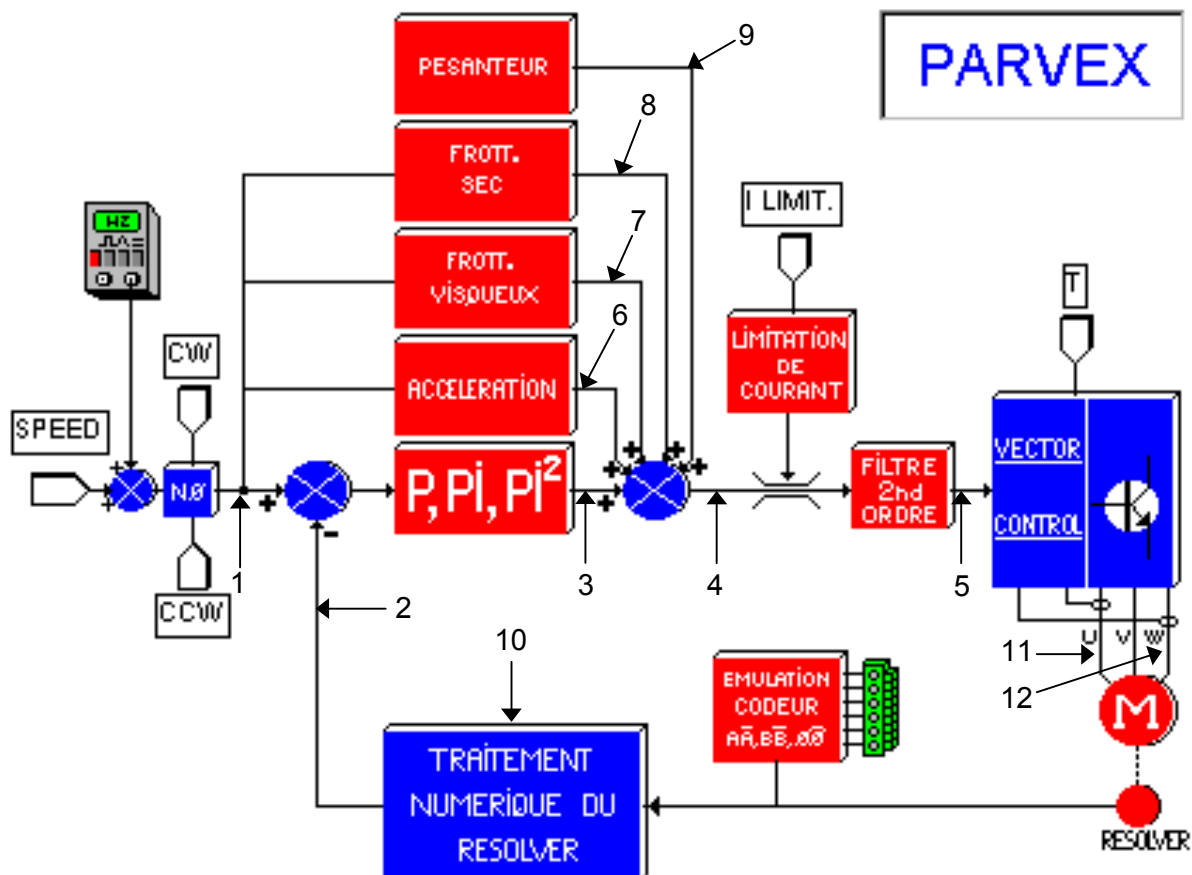 PARVEX
PESANTEUR
9
FROTT.
SEC
8
I LIMIT.
HZ
FROTT.
VISQUEUX
7
T
CW
ACCELERATION
6
LIMITATION
DE
COURANT
SPEED
N.Ø
+
+
+
-
P, Pi, Pi²
+
+
+
+
+
FILTRE
2nd
ORDRE
VECTOR
CONTROL
1
2
3
4
5
CCW
U V W
11
12
10
EMULATION
CODEUR
AA̅,BB̅,ØØ̅
M
TRAITEMENT
NUMERIQUE DU
RESOLVER
RESOLVER